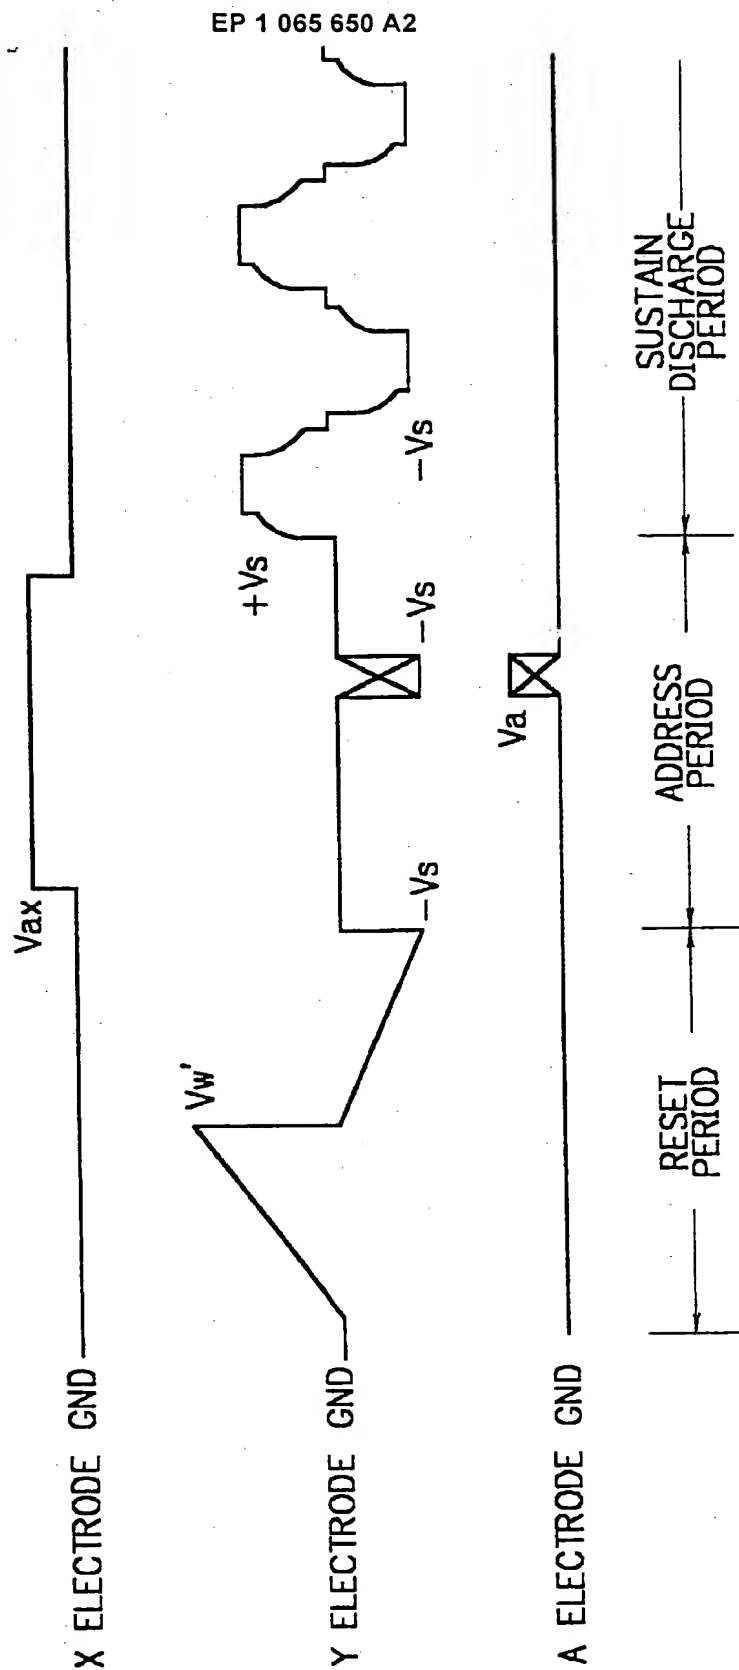 EP 1 065 650 A2
X ELECTRODE GND
Vax
Y ELECTRODE GND
Vw'
−Vs
−Vs
+Vs
−Vs
A ELECTRODE GND
Va
RESET
PERIOD
ADDRESS
PERIOD
SUSTAIN
DISCHARGE
PERIOD